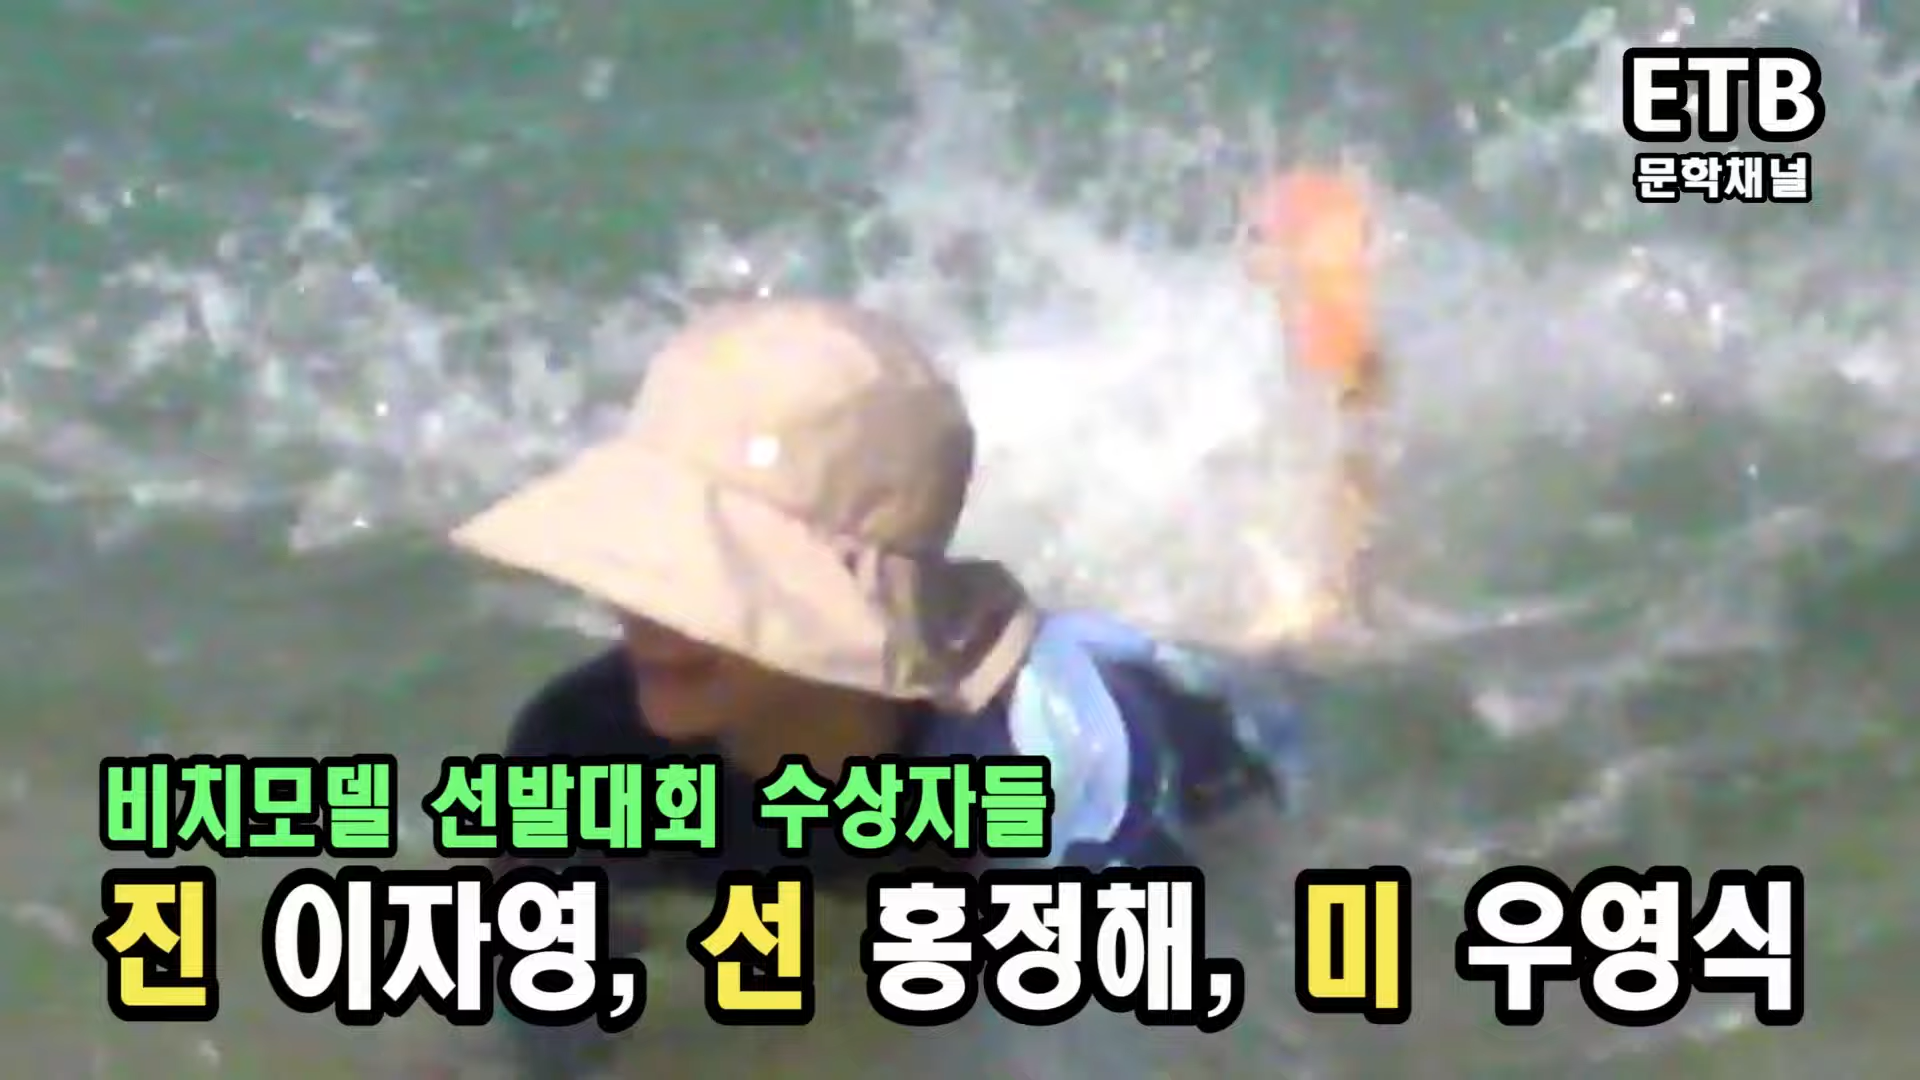 ETB
문학채널
비치모델 선발대회 수상자들
진 이자영, 선 홍정해, 미 우영식